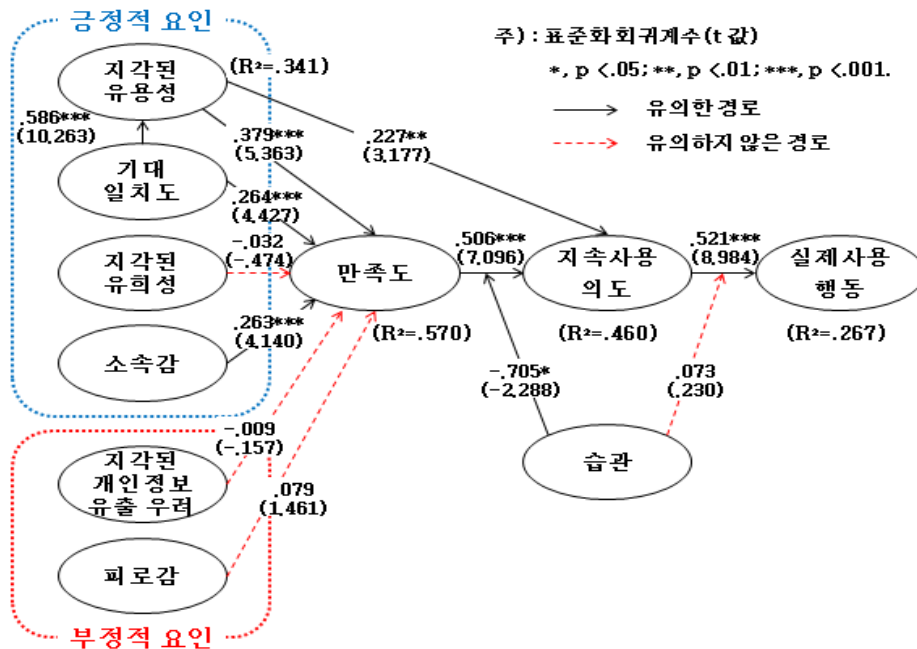 긍정적 요인
주) : 표준화회귀계수(t 값)
*, p <.05; **, p <.01; ***, p <.001.
유의한 경로
유의하지 않은 경로
지각된
유용성
(R²=.341)
.586***
(10.263)
.379***
(5.363)
.227**
(3.177)
기대
일치도
.264***
(4.427)
지각된
유희성
-.032
(-.474)
만족도
(R²=.570)
.506***
(7.096)
지속사용
의도
(R²=.460)
.521***
(8.984)
실제사용
행동
(R²=.267)
소속감
.263***
(4.140)
-.705*
(-2.288)
.073
(.230)
습관
지각된
개인정보
유출 우려
-.009
(-.157)
.079
(1.461)
피로감
부정적 요인